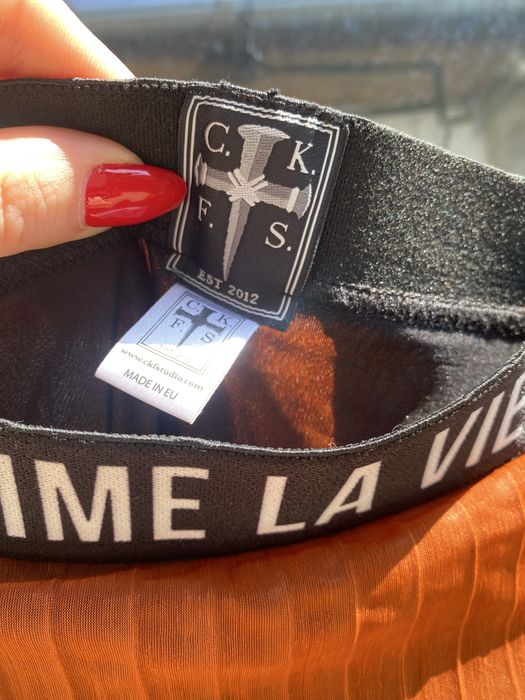 C. K.
F. S.
EST 2012
C K
F S
www.ckfstudio.com
MADE IN EU
IME LA VIE